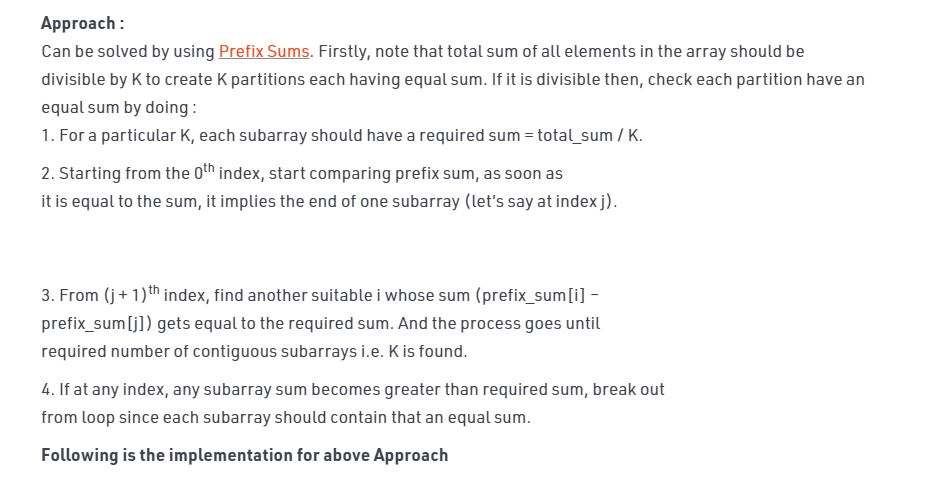 Approach :
Can be solved by using Prefix Sums. Firstly, note that total sum of all elements in the array should be
divisible by K to create K partitions each having equal sum. If it is divisible then, check each partition have an
equal sum by doing :
1. For a particular K, each subarray should have a required sum = total_sum / K.
2. Starting from the 0th index, start comparing prefix sum, as soon as
it is equal to the sum, it implies the end of one subarray (let’s say at index j).
3. From (j + 1)th index, find another suitable i whose sum (prefix_sum[i] –
prefix_sum[j]) gets equal to the required sum. And the process goes until
required number of contiguous subarrays i.e. K is found.
4. If at any index, any subarray sum becomes greater than required sum, break out
from loop since each subarray should contain that an equal sum.
Following is the implementation for above Approach